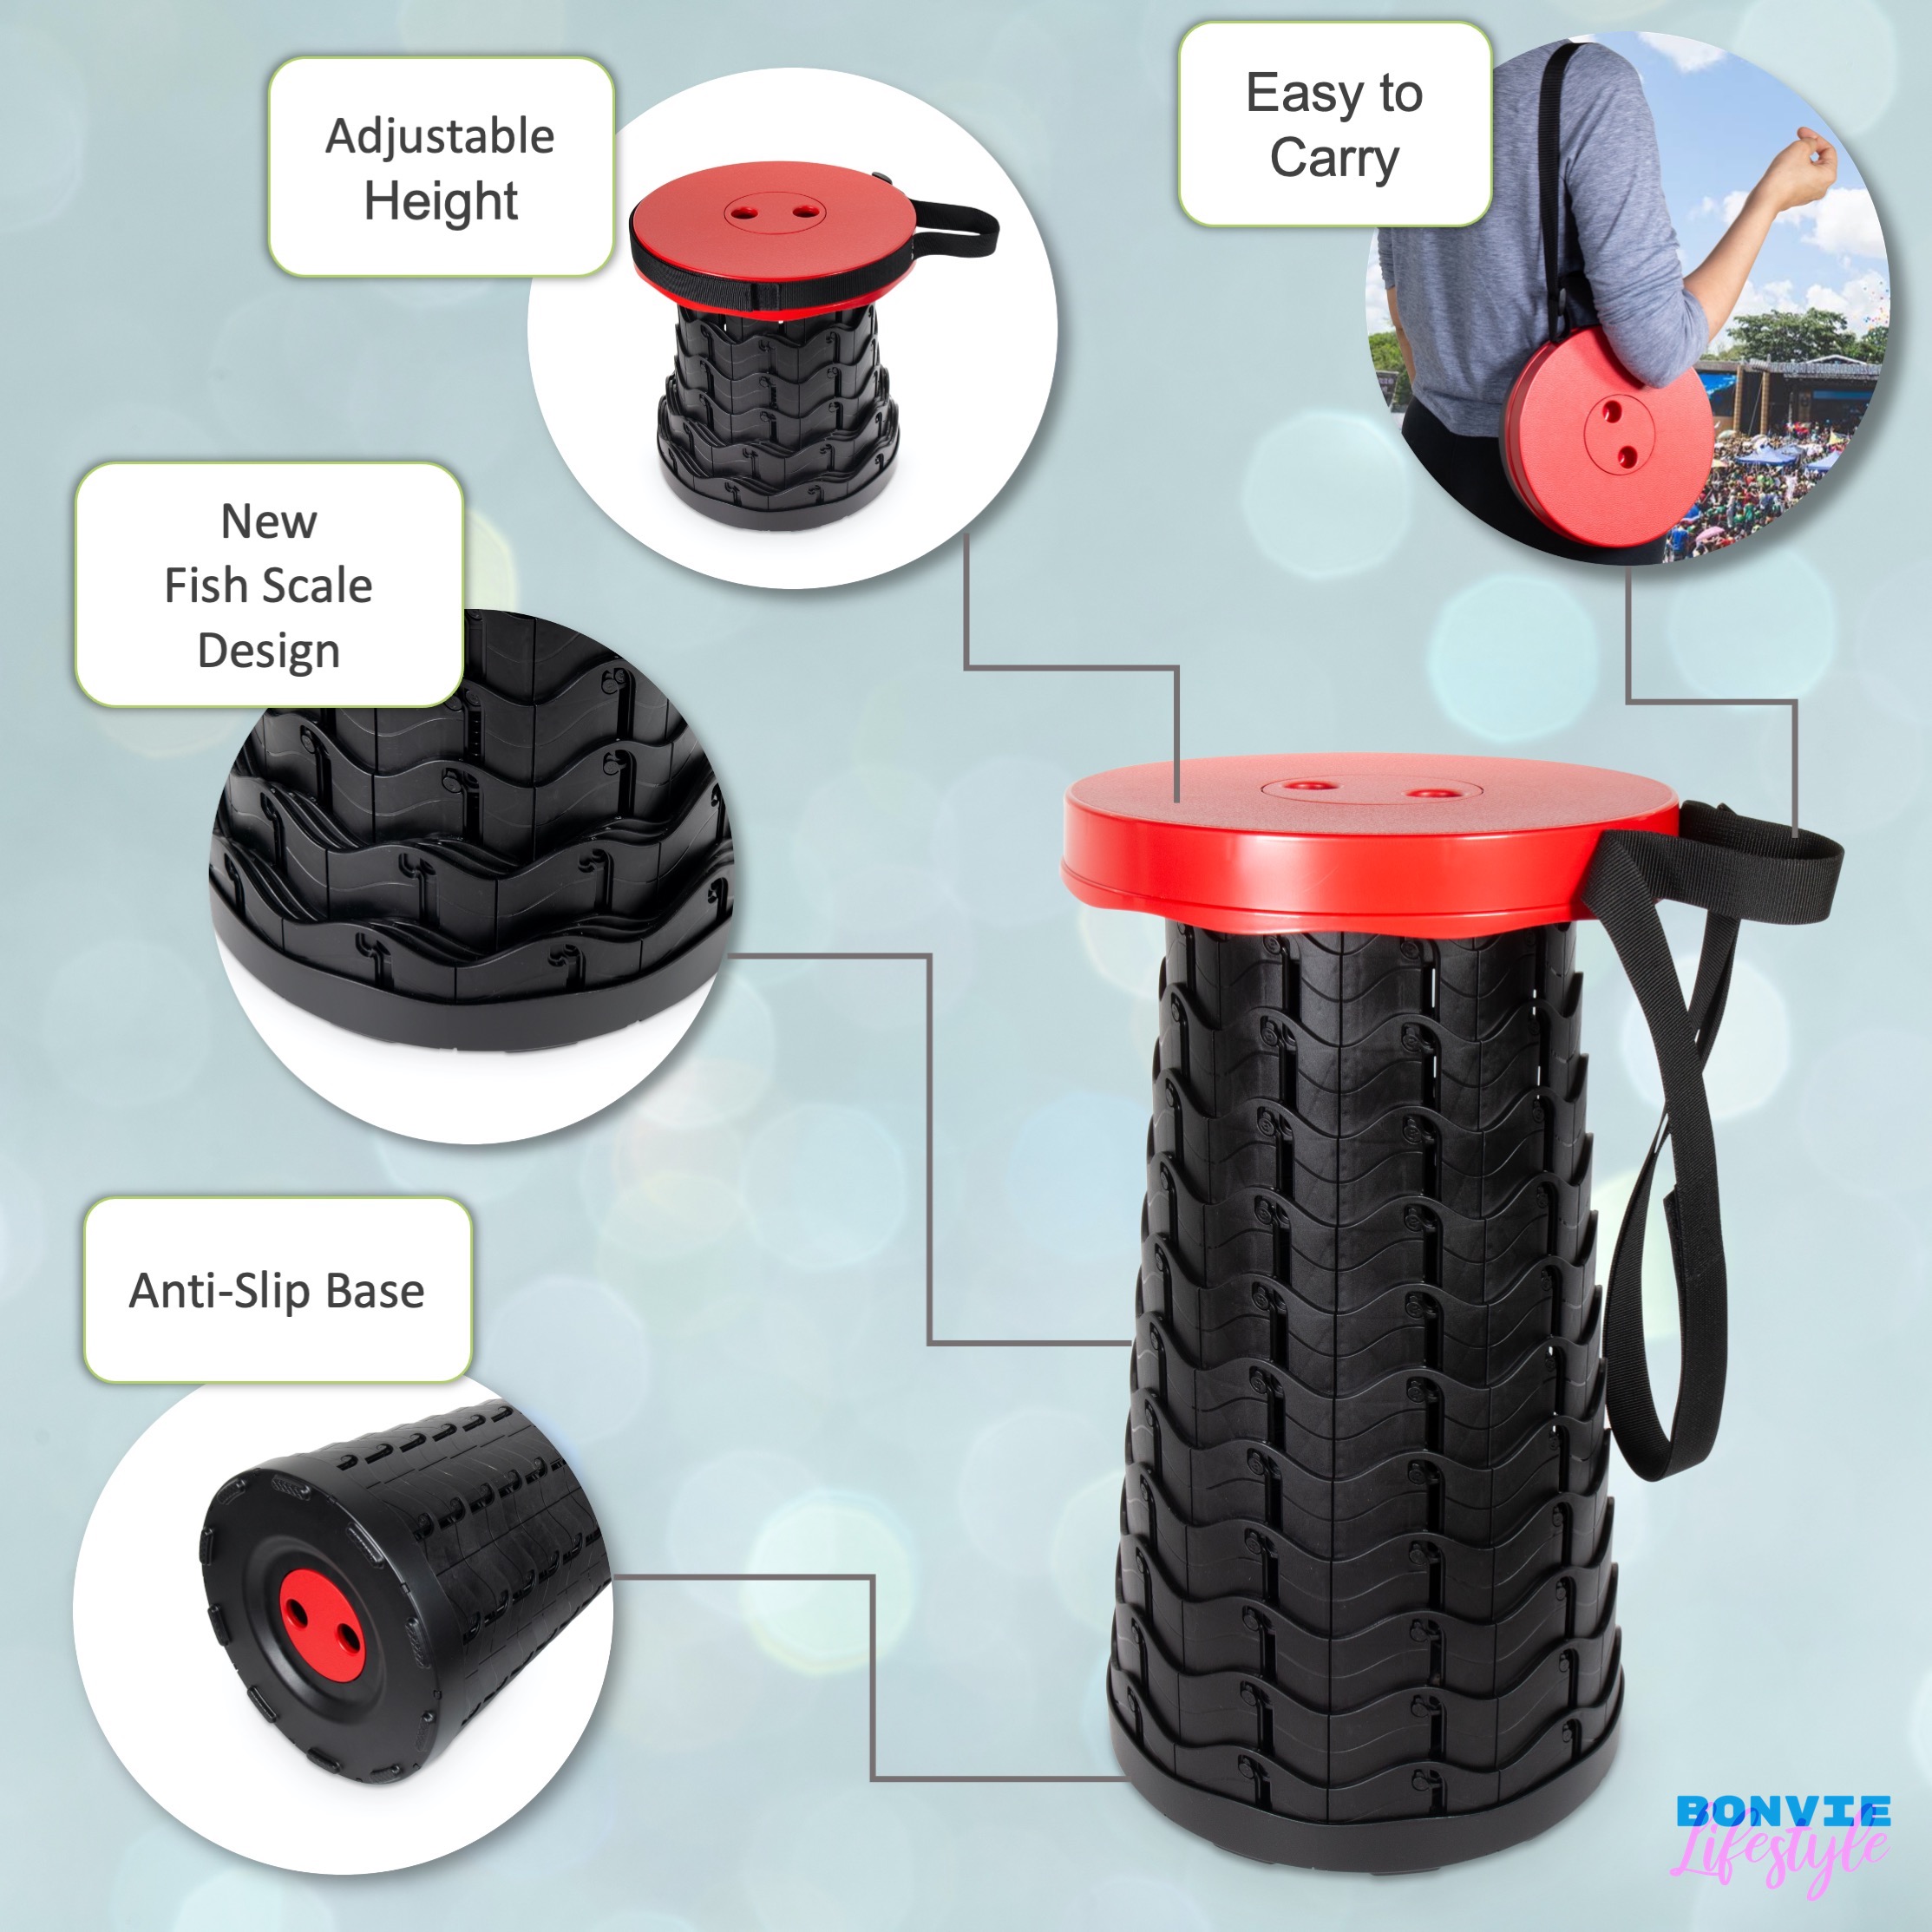 Adjustable
Height
Easy to
Carry
New
Fish Scale
Design
Anti-Slip Base
BONVIE
Lifestyle